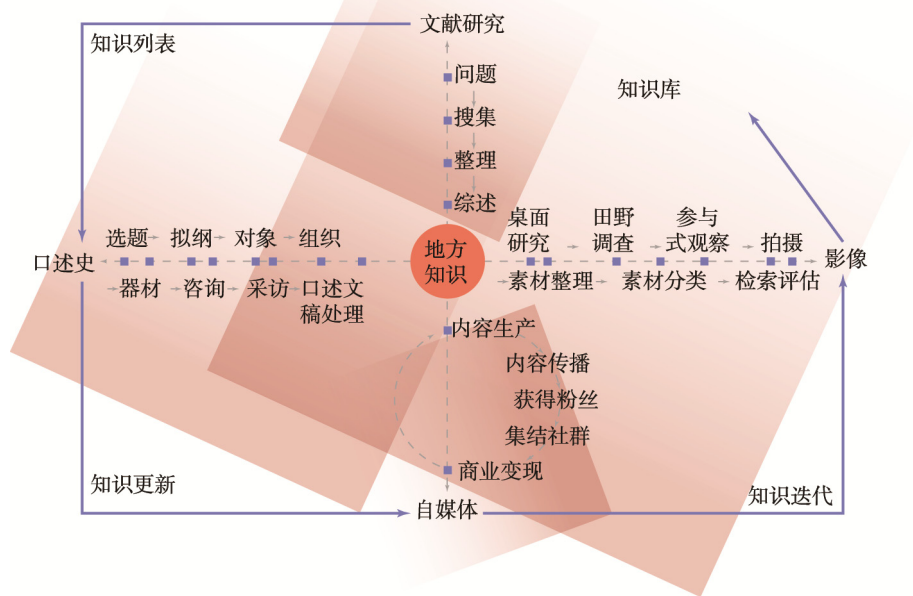 文献研究
知识列表
问题
搜集
整理
综述
知识库
选题
拟纲
对象
组织
口述史
器材
咨询
采访
口述文
稿处理
地方
知识
桌面
研究
田野
调查
参与
式观察
拍摄
影像
素材整理
素材分类
检索评估
内容生产
内容传播
获得粉丝
集结社群
商业变现
知识更新
自媒体
知识迭代